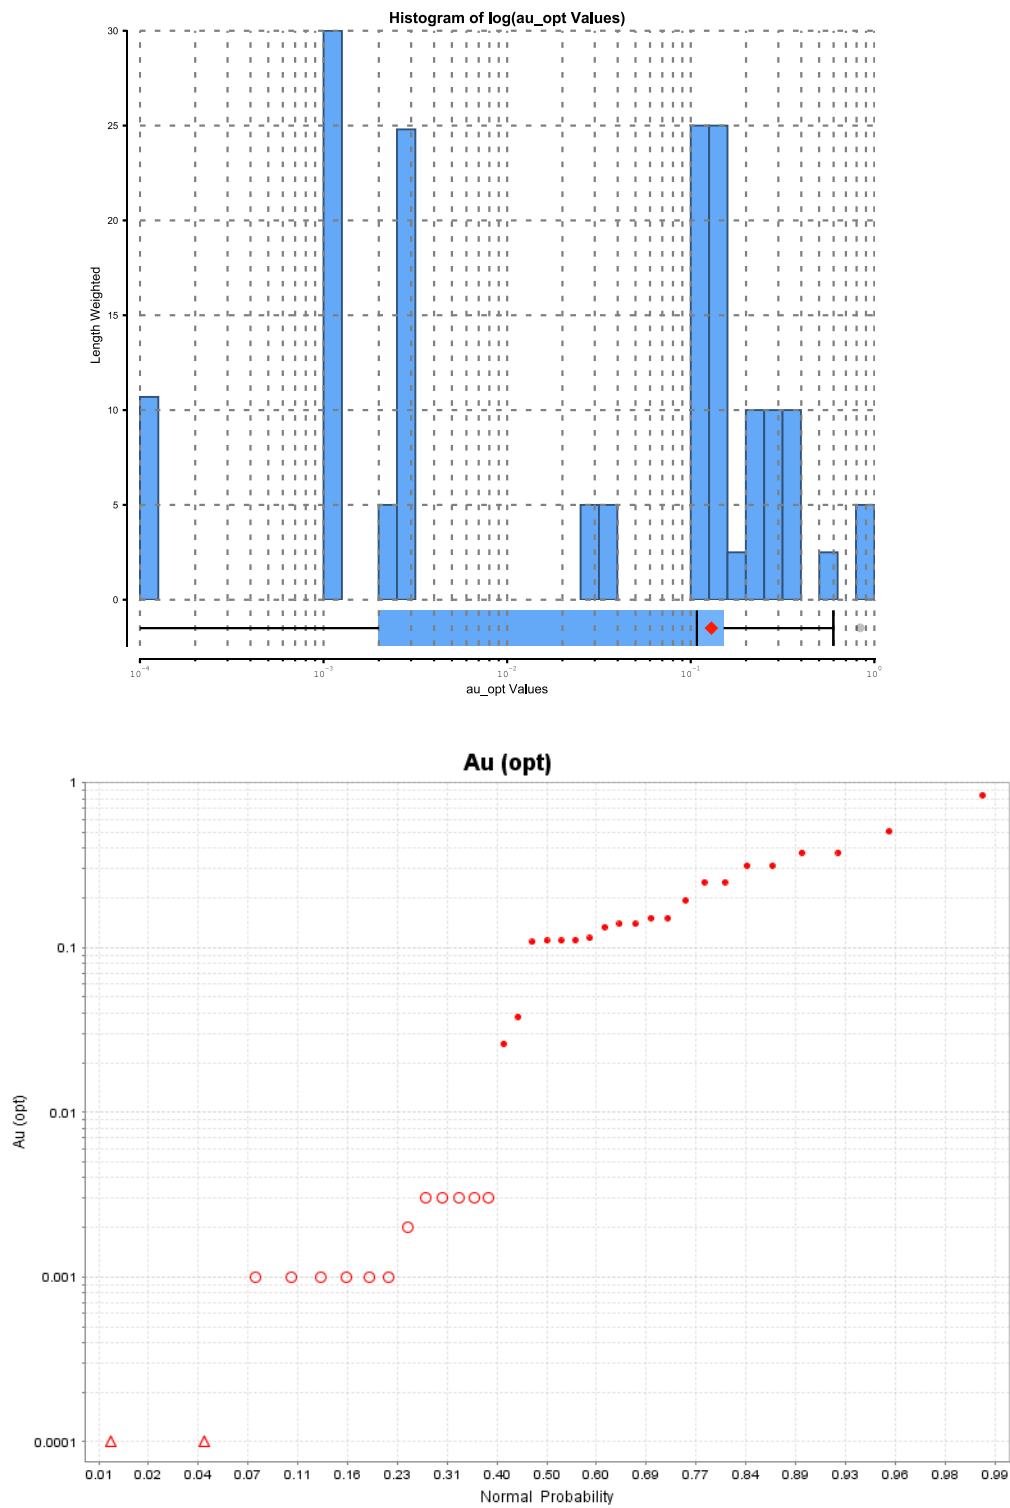 Histogram of log(au_opt Values)
30
25
20
15
10
5
0
Length Weighted
10⁻⁴ 10⁻³ 10⁻² 10⁻¹ 10⁰
au_opt Values
Au (opt)
1
0.1
0.01
0.001
0.0001
Au (opt)
0.01 0.02 0.04 0.07 0.11 0.16 0.23 0.31 0.40 0.50 0.60 0.69 0.77 0.84 0.89 0.93 0.96 0.98 0.99
Normal Probability